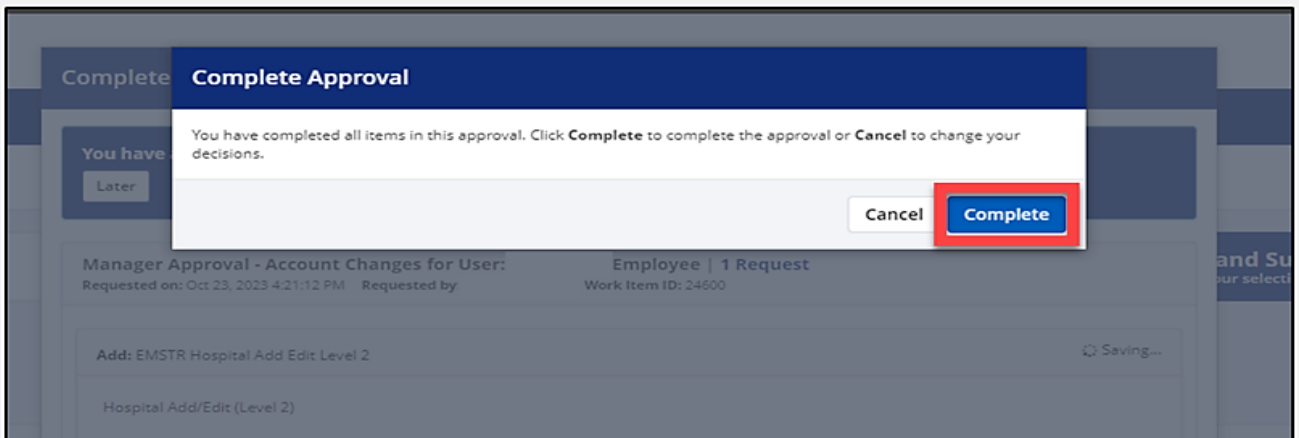 Complete
Complete Approval
You have completed all items in this approval. Click Complete to complete the approval or Cancel to change your
decisions.
You have
Later
Cancel
Complete
Manager Approval - Account Changes for User: Employee | 1 Request
Requested on: Oct 23, 2023 4:21:12 PM Requested by Work Item ID: 24600
and Su
our selecti
Add: EMSTR Hospital Add Edit Level 2
Saving...
Hospital Add/Edit (Level 2)